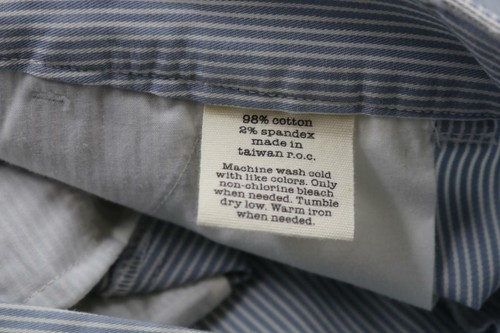 98% cotton
2% spandex
made in
taiwan r.o.c.
Machine wash cold
with like colors. Only
non-chlorine bleach
when needed. Tumble
dry low. Warm iron
when needed.